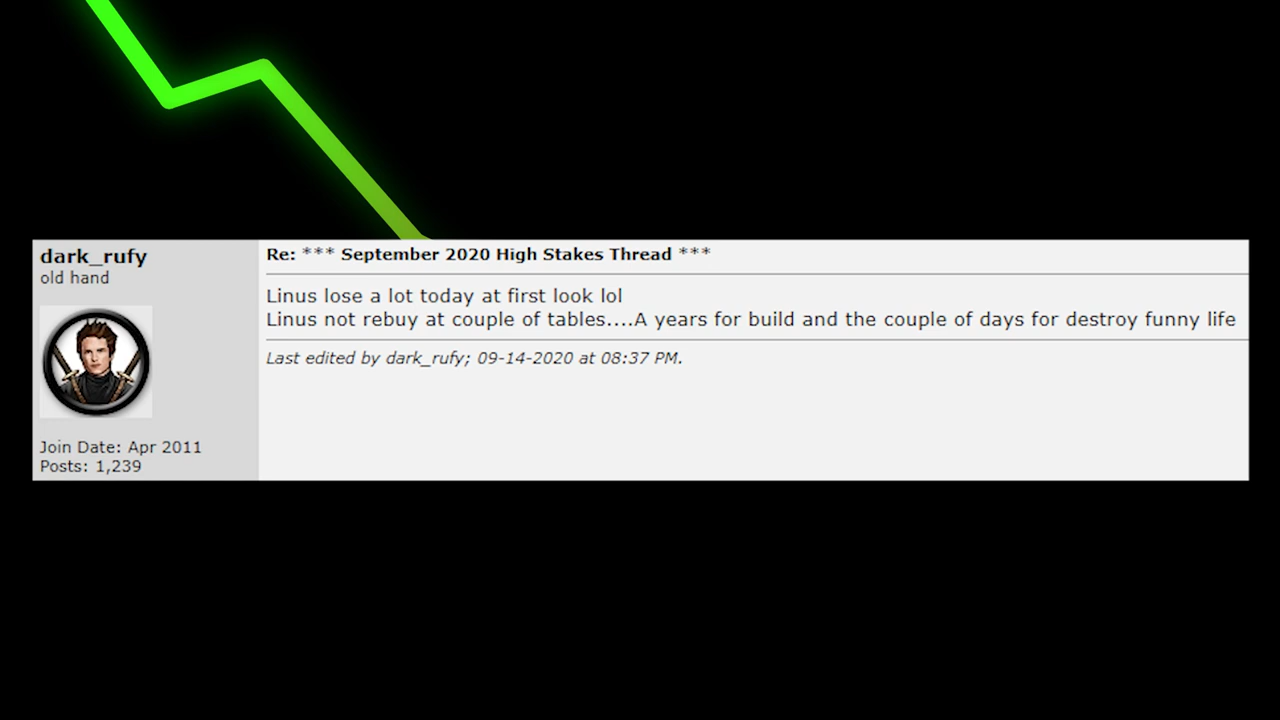 dark_rufy
old hand
Join Date: Apr 2011
Posts: 1,239
Re: *** September 2020 High Stakes Thread ***
Linus lose a lot today at first look lol
Linus not rebuy at couple of tables....A years for build and the couple of days for destroy funny life
Last edited by dark_rufy; 09-14-2020 at 08:37 PM.